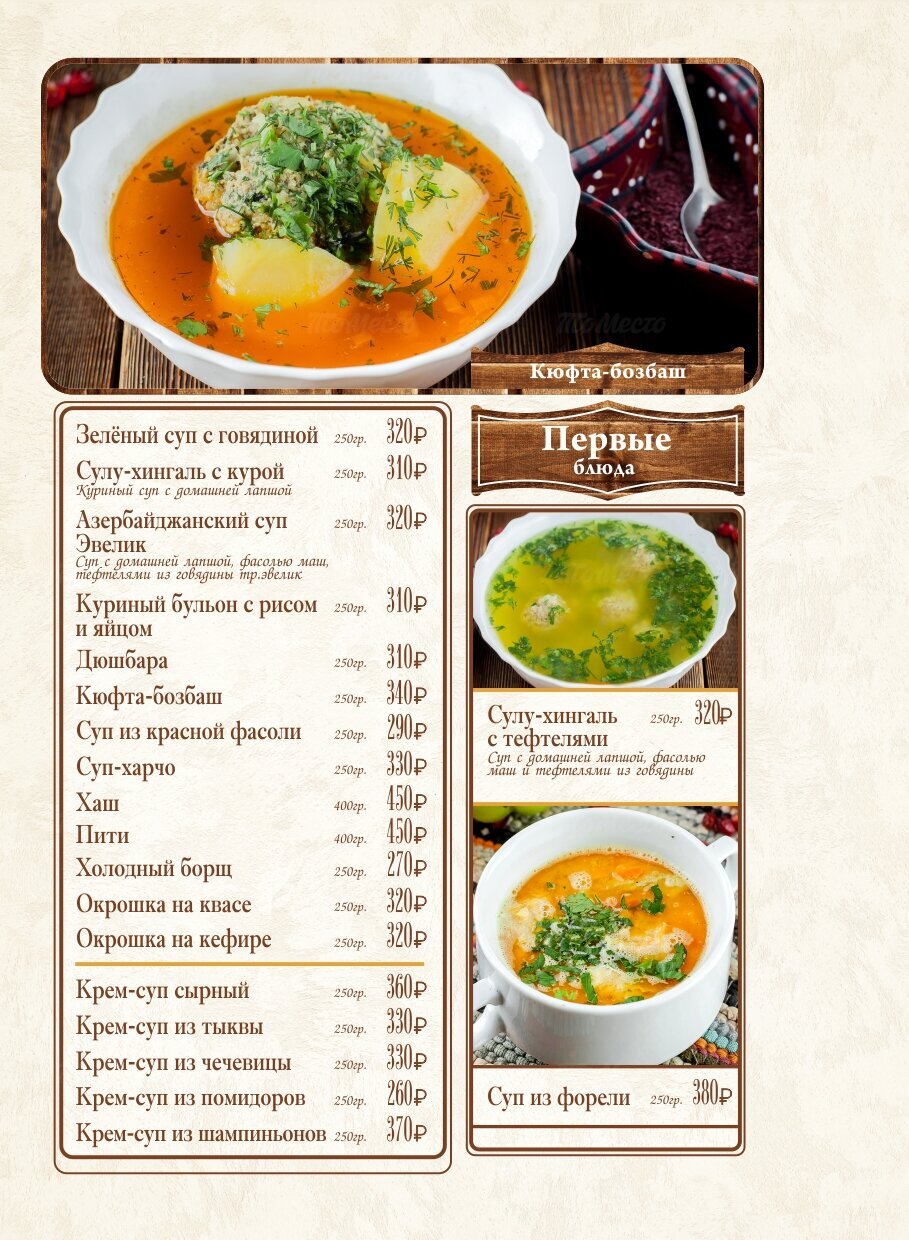 ТоМесто
ТоМесто
Кюфта-бозбаш
Зелёный суп с говядиной 250гр. 320₽
Сулу-хингаль с курой 250гр. 310₽
Куриный суп с домашней лапшой
Азербайджанский суп 250гр. 320₽
Эвелик
Суп с домашней лапшой, фасолью маш,
тефтелями из говядины тр.эвелик
Куриный бульон с рисом 250гр. 310₽
и яйцом
Дюшбара 250гр. 310₽
Кюфта-бозбаш 250гр. 340₽
Суп из красной фасоли 250гр. 290₽
Суп-харчо 250гр. 330₽
Хаш 400гр. 450₽
Пити 400гр. 450₽
Холодный борщ 250гр. 270₽
Окрошка на квасе 250гр. 320₽
Окрошка на кефире 250гр. 320₽
Крем-суп сырный 250гр. 360₽
Крем-суп из тыквы 250гр. 330₽
Крем-суп из чечевицы 250гр. 330₽
Крем-суп из помидоров 250гр. 260₽
Крем-суп из шампиньонов 250гр. 370₽
Первые
блюда
Сулу-хингаль 250гр. 320₽
с тефтелями
Суп с домашней лапшой, фасолью
маш и тефтелями из говядины
Суп из форели 250гр. 380₽